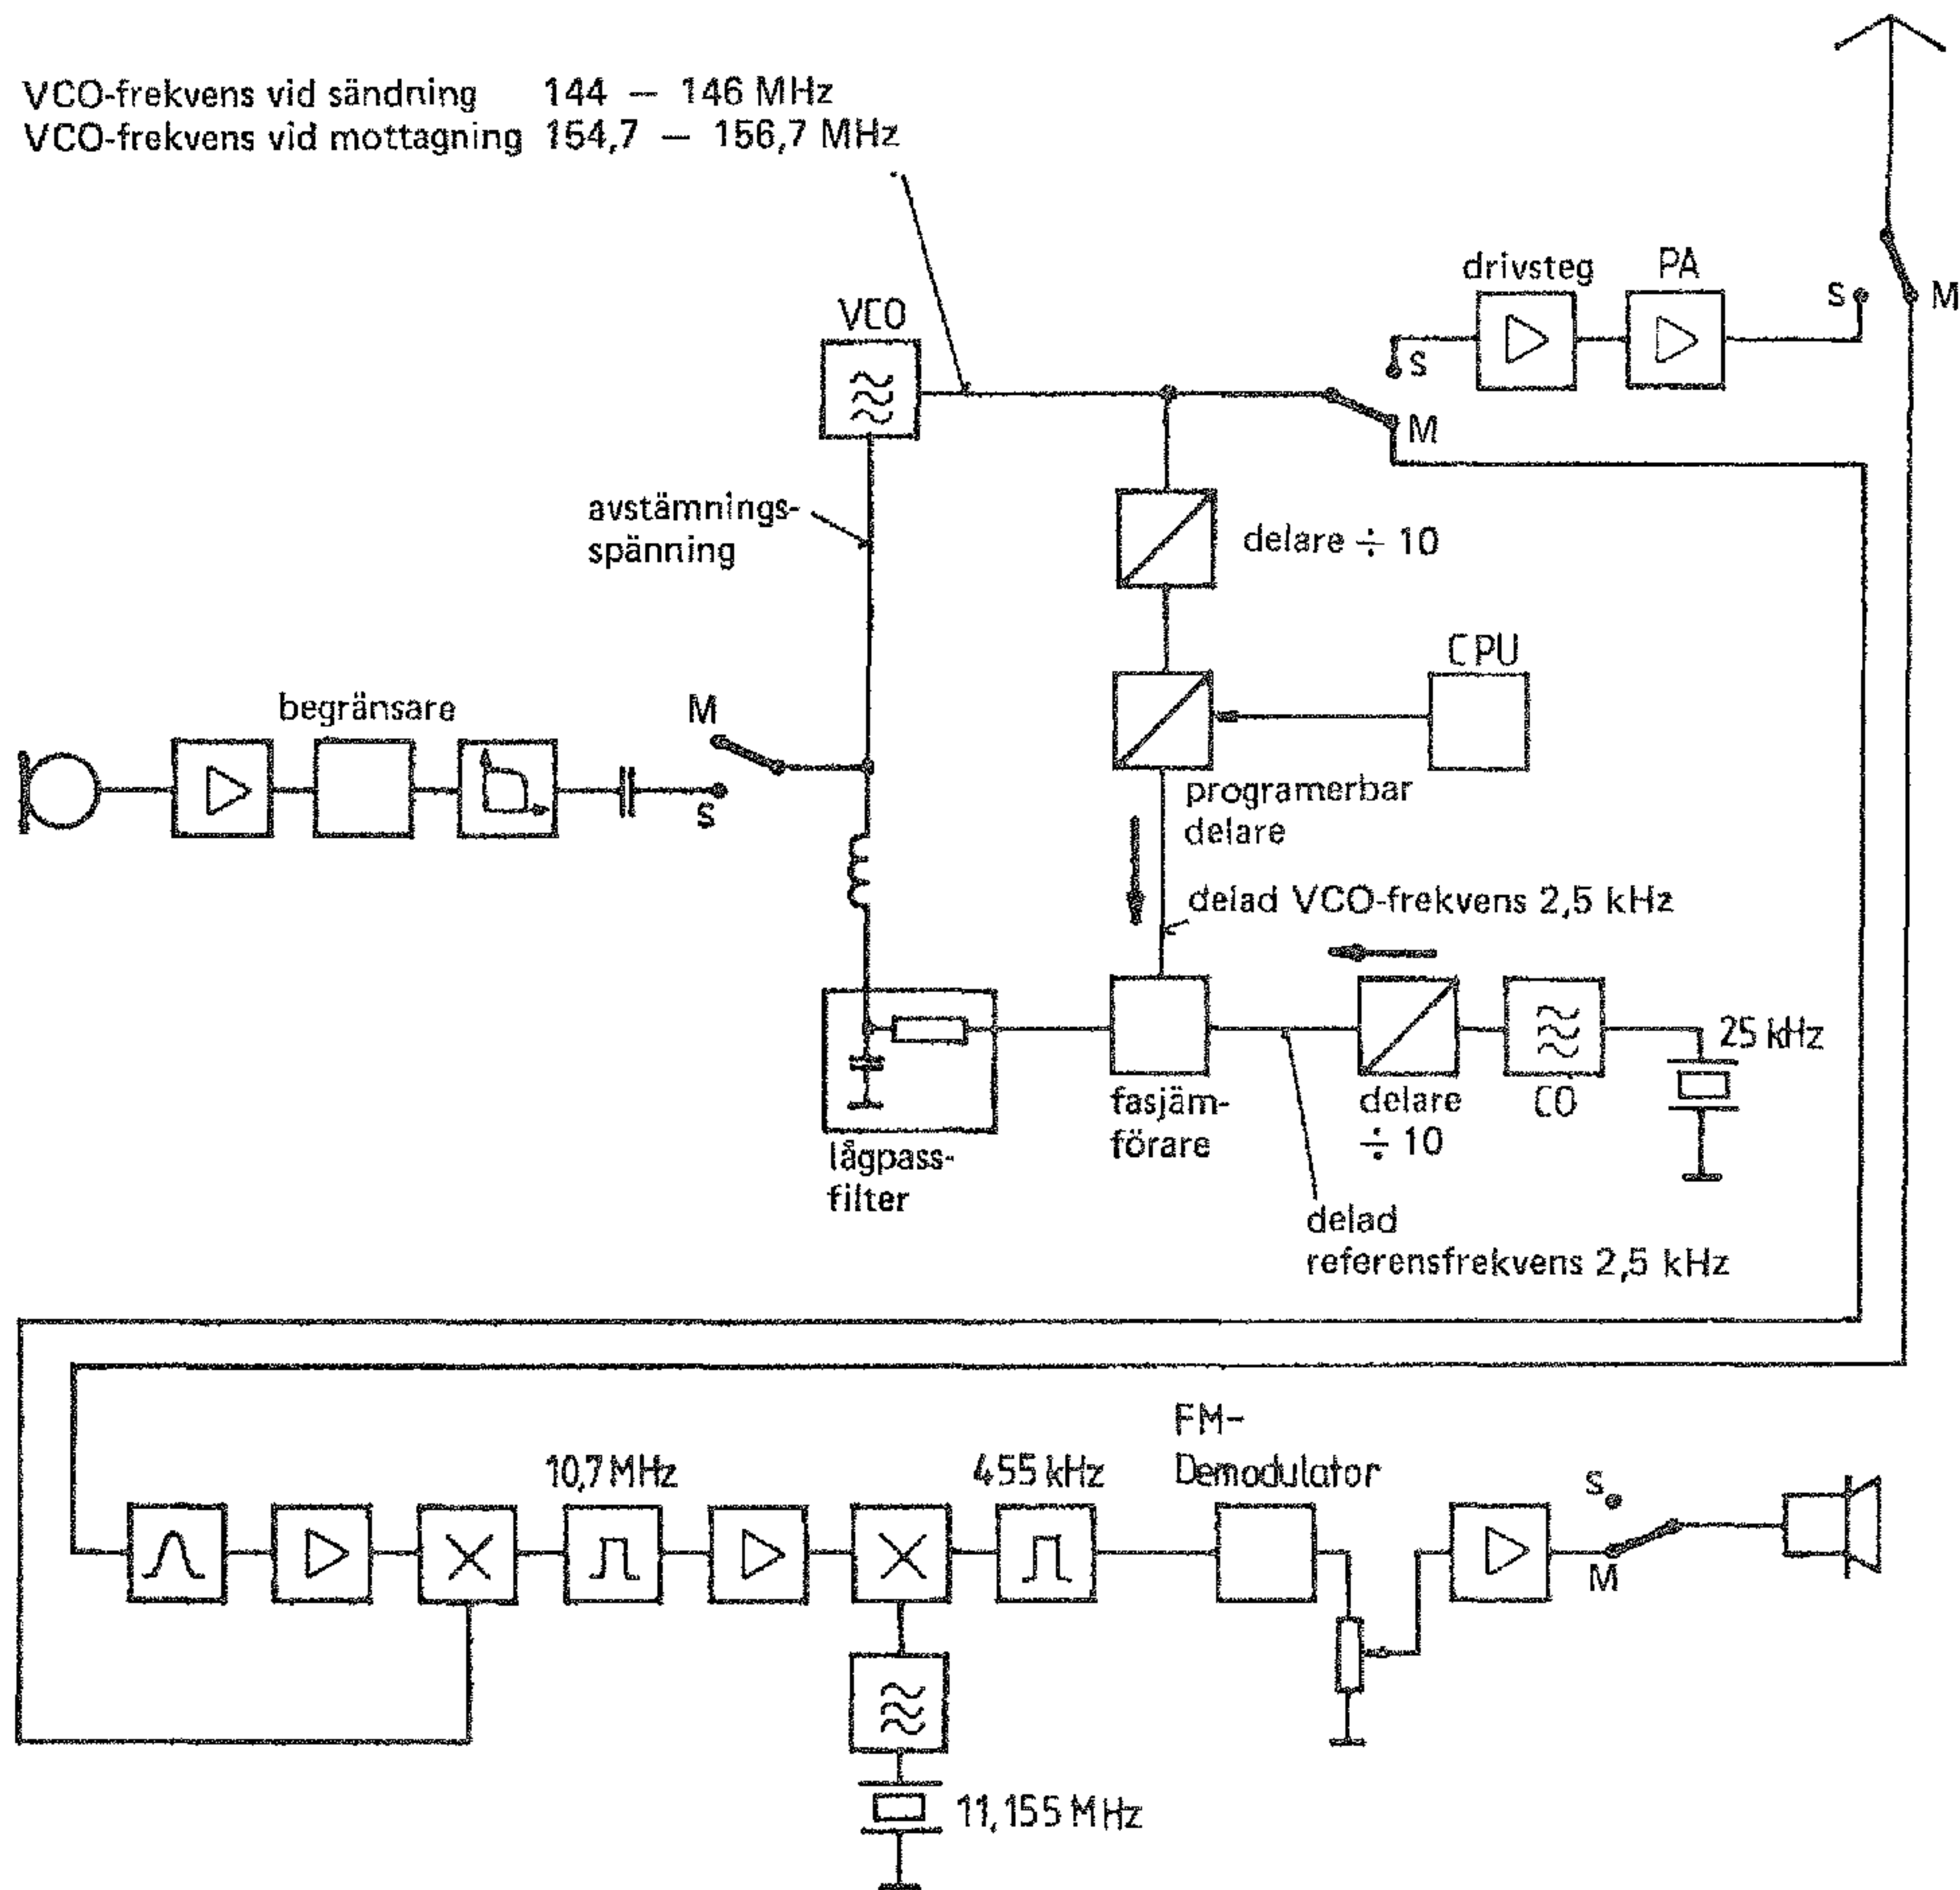 VCO-frekvens vid sändning 144 – 146 MHz
VCO-frekvens vid mottagning 154,7 – 156,7 MHz
drivsteg
PA
S
M
VCO
S
M
avstämnings-
spänning
delare ÷ 10
CPU
begränsare
M
S
programerbar
delare
delad VCO-frekvens 2,5 kHz
25 kHz
fasjäm-
förare
delare
÷ 10
CO
lågpass-
filter
delad
referensfrekvens 2,5 kHz
FM-
Demodulator
10,7 MHz
455 kHz
S
M
11,155 MHz